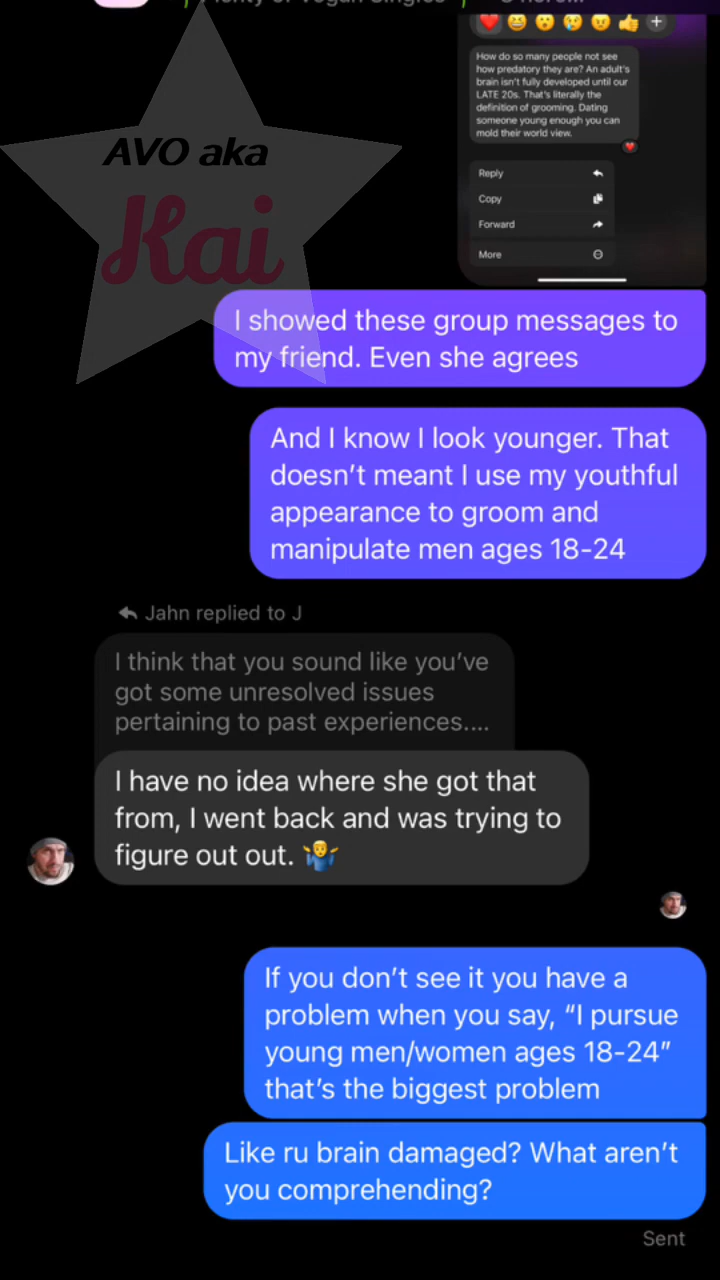 Plenty of Vegan Singles
How do so many people not see
how predatory they are? An adult's
brain isn't fully developed until our
LATE 20s. That's literally the
definition of grooming. Dating
someone young enough you can
mold their world view.
Reply
Copy
Forward
More
AVO aka
Kai
I showed these group messages to
my friend. Even she agrees
And I know I look younger. That
doesn't meant I use my youthful
appearance to groom and
manipulate men ages 18-24
Jahn replied to J
I think that you sound like you've
got some unresolved issues
pertaining to past experiences....
I have no idea where she got that
from, I went back and was trying to
figure out out. 🤷‍♂️
If you don't see it you have a
problem when you say, “I pursue
young men/women ages 18-24”
that's the biggest problem
Like ru brain damaged? What aren't
you comprehending?
Sent